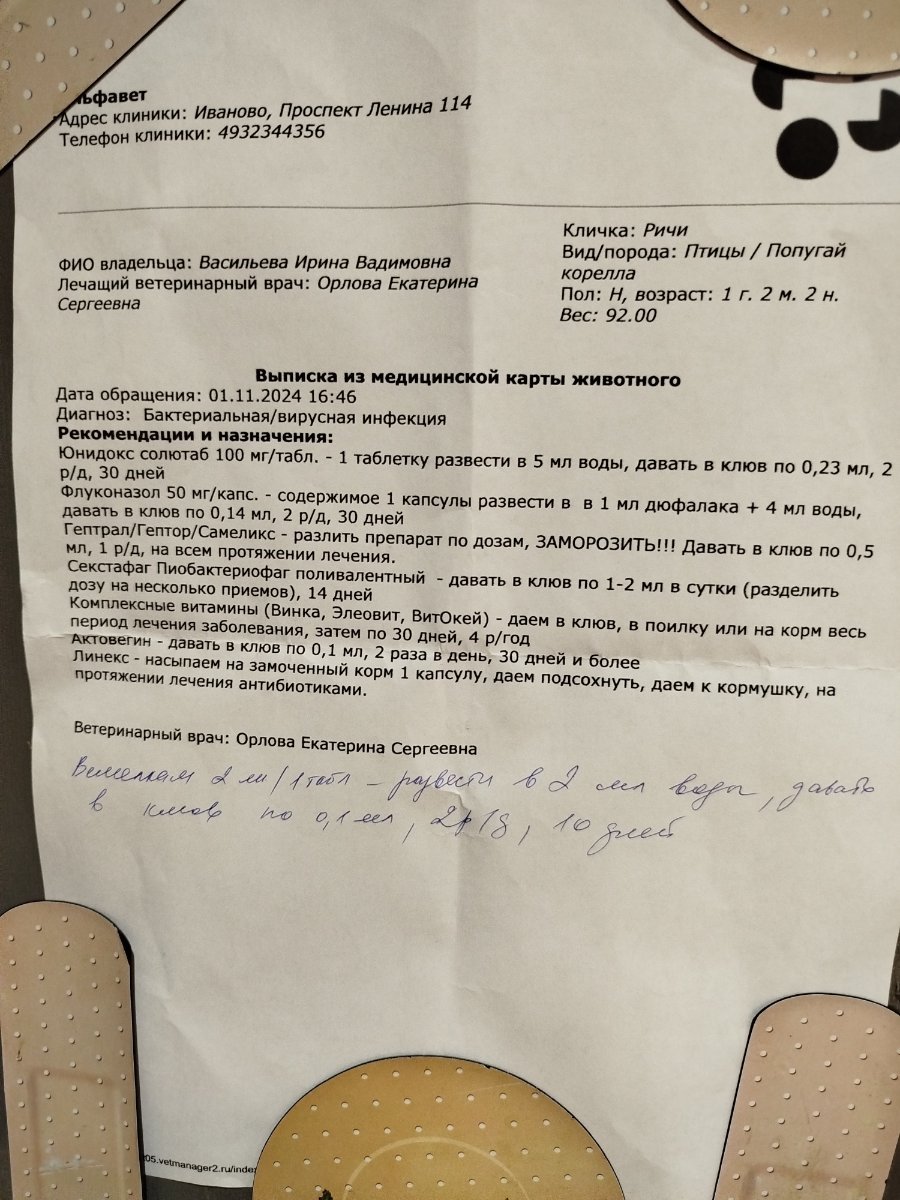 льфавет
Адрес клиники: Иваново, Проспект Ленина 114
Телефон клиники: 4932344356
ФИО владельца: Васильева Ирина Вадимовна
Лечащий ветеринарный врач: Орлова Екатерина
Сергеевна
Кличка: Ричи
Вид/порода: Птицы / Попугай
корелла
Пол: Н, возраст: 1 г. 2 м. 2 н.
Вес: 92.00
Выписка из медицинской карты животного
Дата обращения: 01.11.2024 16:46
Диагноз: Бактериальная/вирусная инфекция
Рекомендации и назначения:
Юнидокс солютаб 100 мг/табл. - 1 таблетку развести в 5 мл воды, давать в клюв по 0,23 мл, 2
р/д, 30 дней
Флуконазол 50 мг/капс. - содержимое 1 капсулы развести в в 1 мл дюфалака + 4 мл воды,
давать в клюв по 0,14 мл, 2 р/д, 30 дней
Гептрал/Гептор/Самеликс - разлить препарат по дозам, ЗАМОРОЗИТЬ!!! Давать в клюв по 0,5
мл, 1 р/д, на всем протяжении лечения.
Секстафаг Пиобактериофаг поливалентный - давать в клюв по 1-2 мл в сутки (разделить
дозу на несколько приемов), 14 дней
Комплексные витамины (Винка, Элеовит, ВитОкей) - даем в клюв, в поилку или на корм весь
период лечения заболевания, затем по 30 дней, 4 р/год
Актовегин - давать в клюв по 0,1 мл, 2 раза в день, 30 дней и более
Линекс - насыпаем на замоченный корм 1 капсулу, даем подсохнуть, даем к кормушку, на
протяжении лечения антибиотиками.
Ветеринарный врач: Орлова Екатерина Сергеевна
2 /1 табл - развести в 2 мл воды, давать
в клюв по 0,1 мл, 2р/д, 10 дней
05.vetmanager2.ru/index